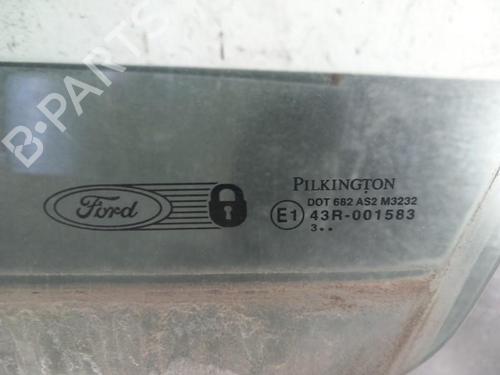 B-PARTS
Ford
PILKINGTON
DOT 682 AS2 M3232
E1 43R-001583
3..